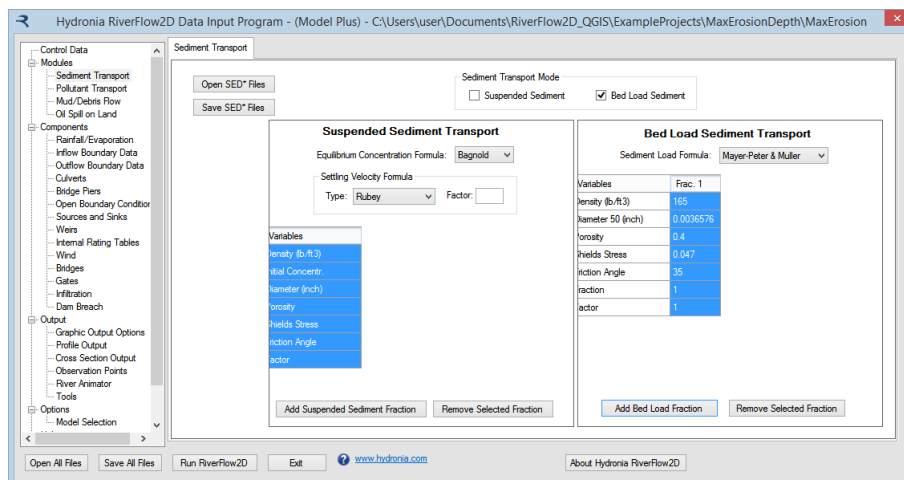 Hydronia RiverFlow2D Data Input Program - (Model Plus) - C:\Users\user\Documents\RiverFlow2D_QGIS\ExampleProjects\MaxErosionDepth\MaxErosion
Control Data
Modules
Sediment Transport
Pollutant Transport
Mud/Debris Flow
Oil Spill on Land
Components
Rainfall/Evaporation
Inflow Boundary Data
Outflow Boundary Data
Culverts
Bridge Piers
Open Boundary Condition
Sources and Sinks
Weirs
Internal Rating Tables
Wind
Bridges
Gates
Infiltration
Dam Breach
Output
Graphic Output Options
Profile Output
Cross Section Output
Observation Points
River Animator
Tools
Options
Model Selection
Sediment Transport
Open SED* Files
Save SED* Files
Sediment Transport Mode
Suspended Sediment
Bed Load Sediment
Suspended Sediment Transport
Equilibrium Concentration Formula: Bagnold
Settling Velocity Formula
Type: Rubey Factor:
Variables
Density (lb/ft3)
nitial Concentr.
Diameter (inch)
Porosity
Shields Stress
riction Angle
actor
Add Suspended Sediment Fraction Remove Selected Fraction
Bed Load Sediment Transport
Sediment Load Formula: Mayer-Peter & Muller
Variables Frac. 1
Density (lb/ft3) 165
Diameter 50 (inch) 0.0036576
Porosity 0.4
Shields Stress 0.047
riction Angle 35
raction 1
actor 1
Add Bed Load Fraction Remove Selected Fraction
Open All Files Save All Files Run RiverFlow2D Exit ? www.hydronia.com About Hydronia RiverFlow2D